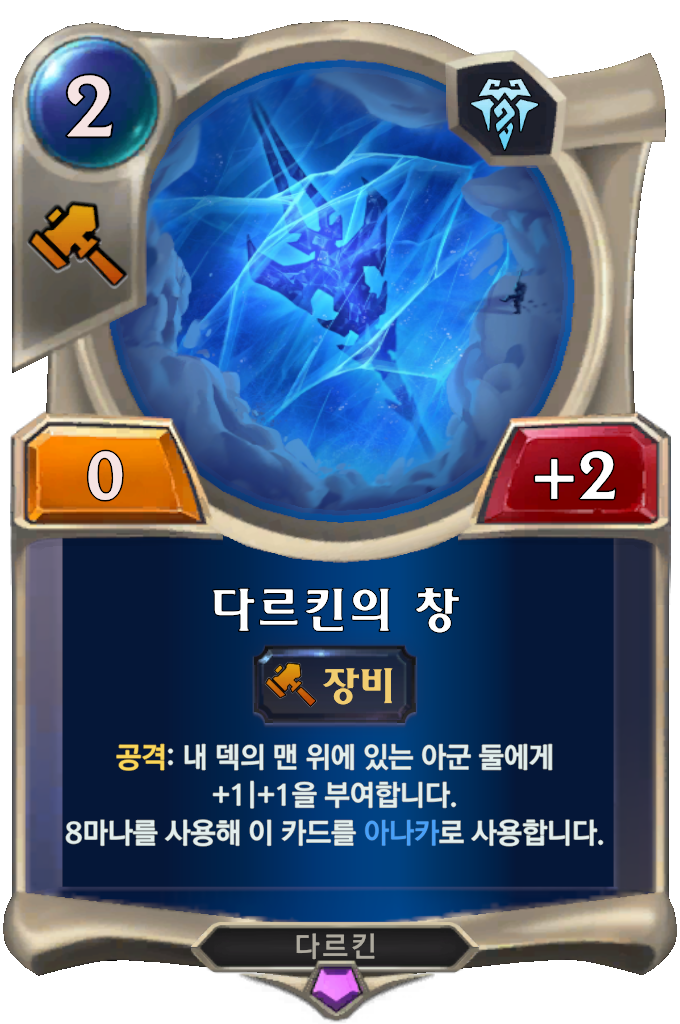 2
0
+2
다르킨의 창
장비
공격: 내 덱의 맨 위에 있는 아군 둘에게
+1|+1을 부여합니다.
8마나를 사용해 이 카드를 아나카로 사용합니다.
다르킨